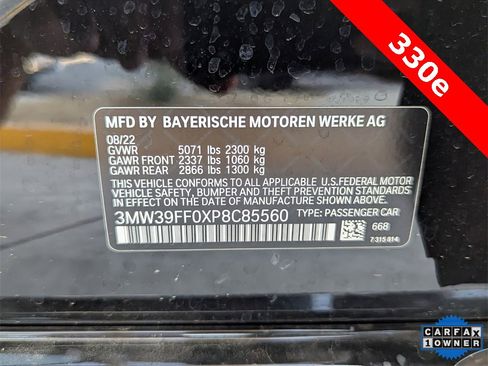 330e
MFD BY BAYERISCHE MOTOREN WERKE AG
08/22
GVWR 5071 lbs 2300 kg
GAWR FRONT 2337 lbs 1060 kg
GAWR REAR 2866 lbs 1300 kg
THIS VEHICLE CONFORMS TO ALL APPLICABLE U.S.FEDERAL MOTOR
VEHICLE SAFETY, BUMPER AND THEFT PREVENTION STANDARDS
IN EFFECT ON THE DATE OF MANUFACTURE SHOWN ABOVE.
3MW39FF0XP8C85560 TYPE: PASSENGER CAR
668
7 315 814
CARFAX
1 OWNER